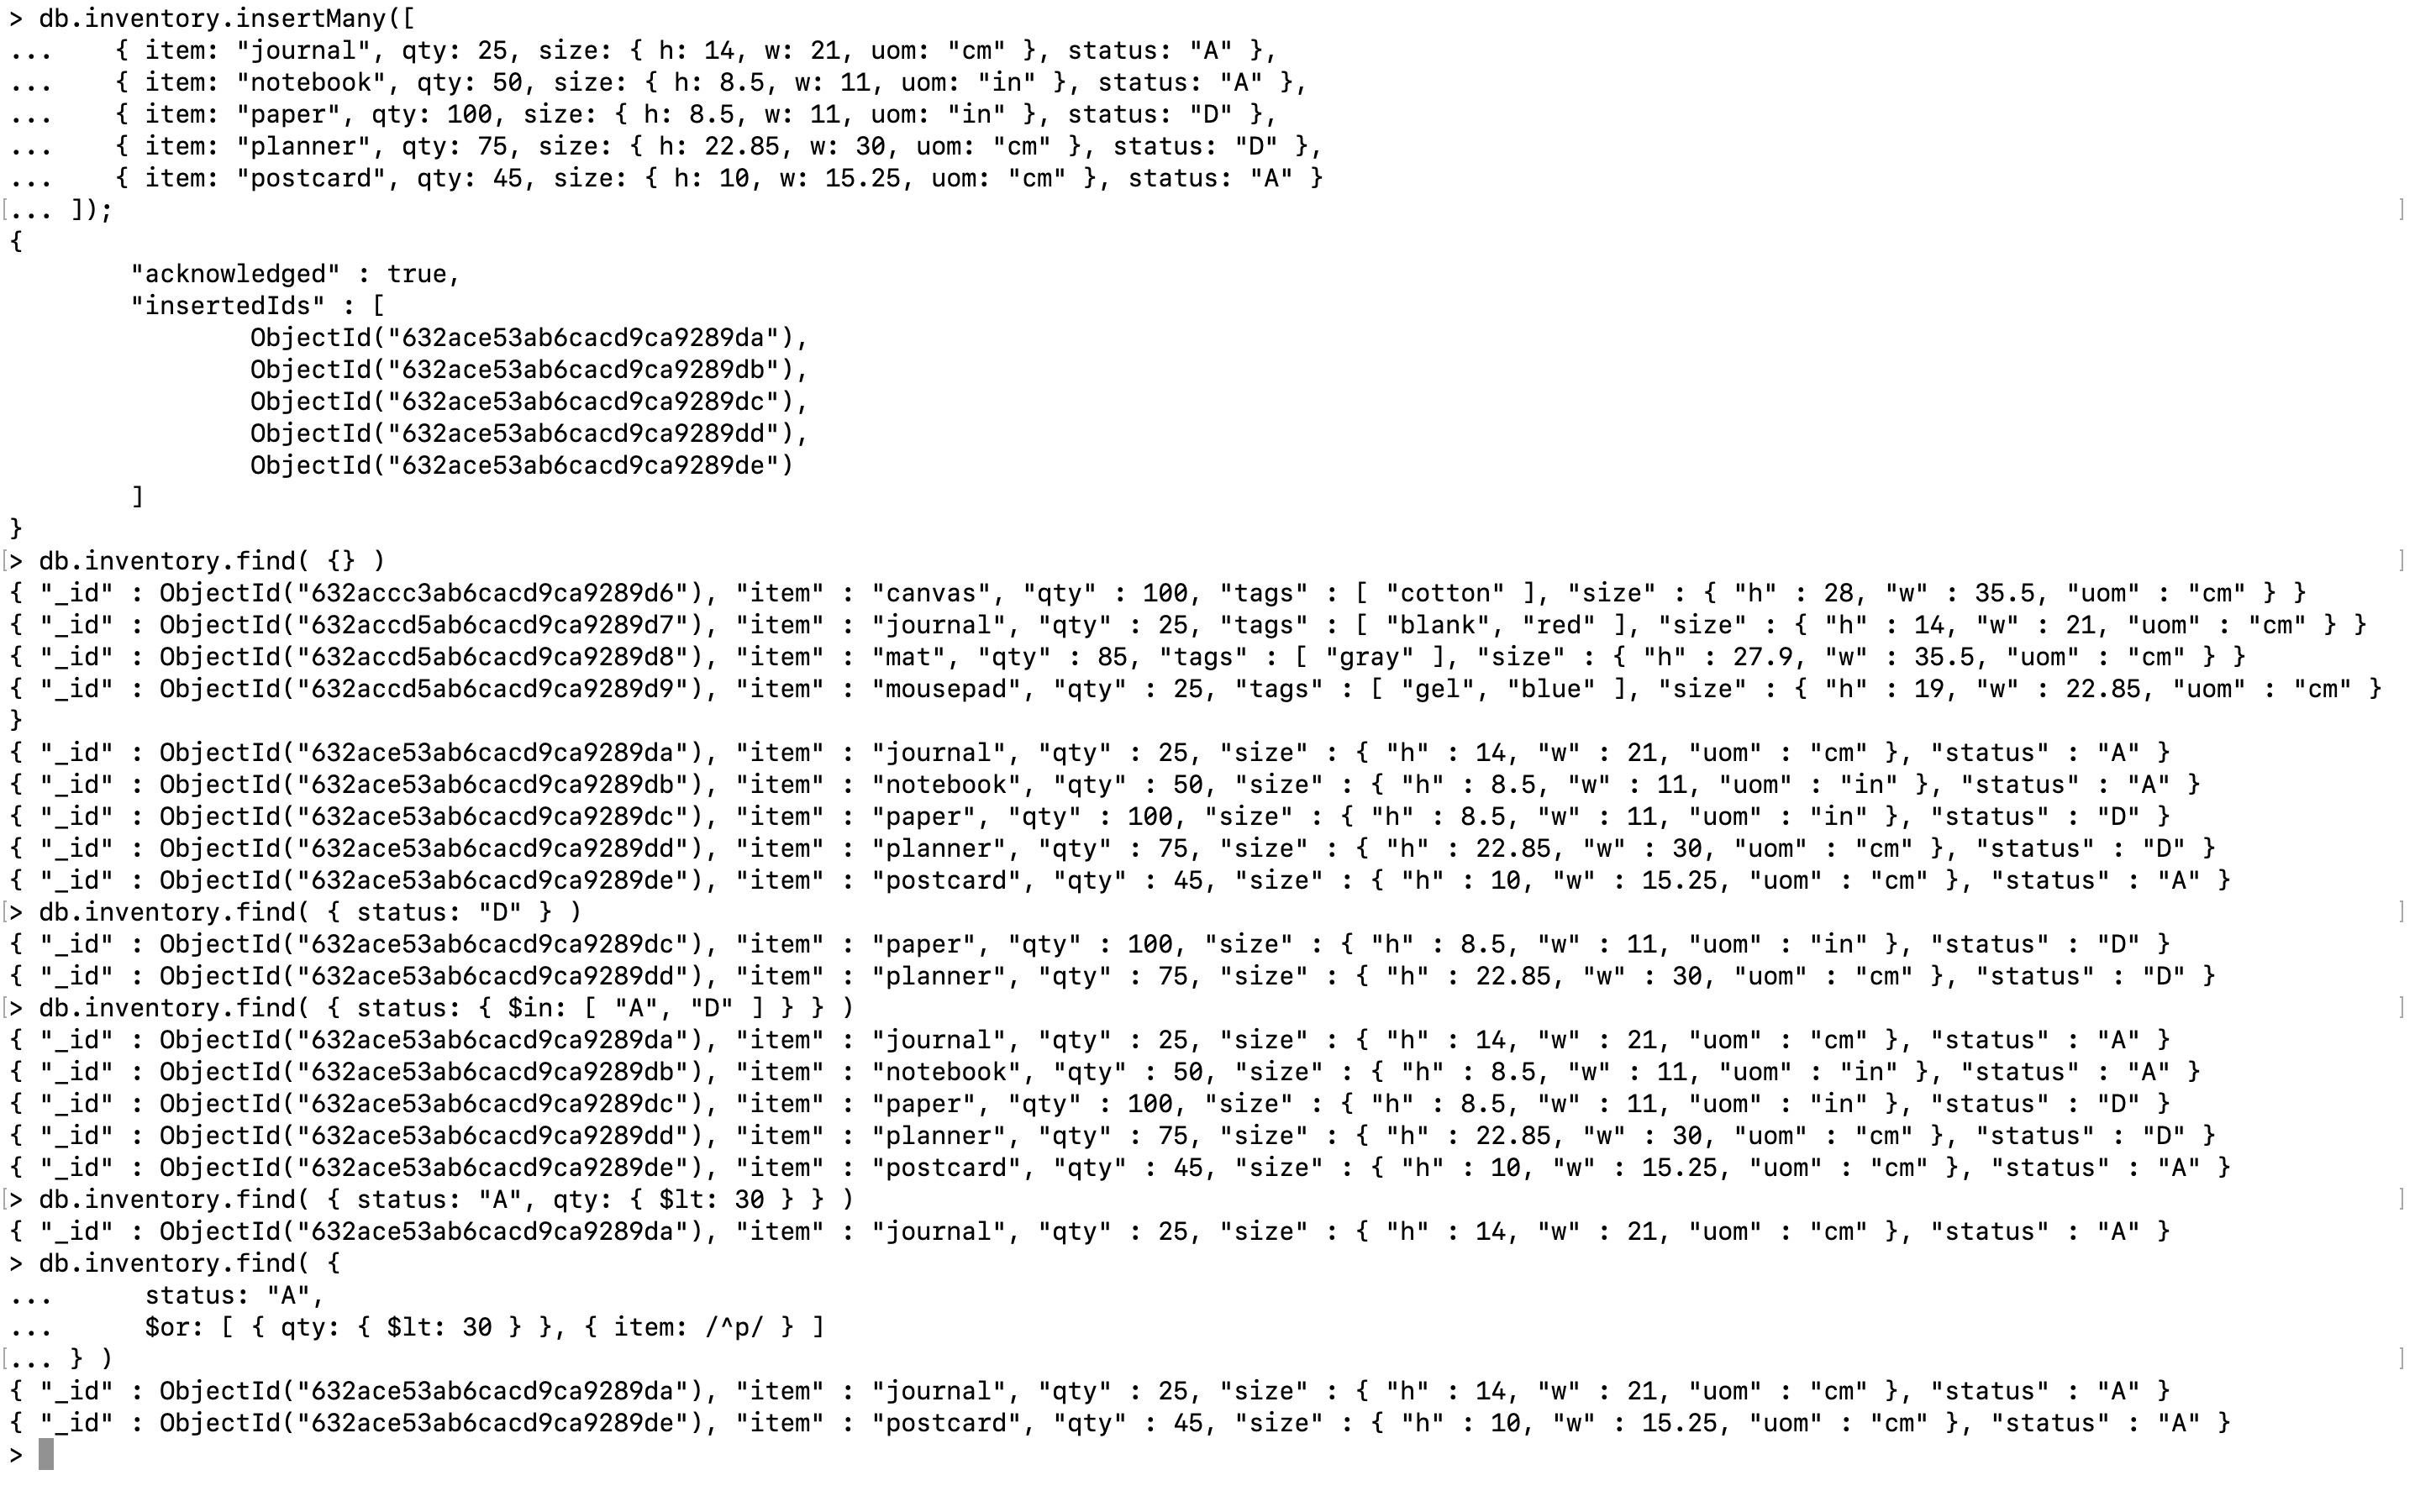 > db.inventory.insertMany([
...    { item: "journal", qty: 25, size: { h: 14, w: 21, uom: "cm" }, status: "A" },
...    { item: "notebook", qty: 50, size: { h: 8.5, w: 11, uom: "in" }, status: "A" },
...    { item: "paper", qty: 100, size: { h: 8.5, w: 11, uom: "in" }, status: "D" },
...    { item: "planner", qty: 75, size: { h: 22.85, w: 30, uom: "cm" }, status: "D" },
...    { item: "postcard", qty: 45, size: { h: 10, w: 15.25, uom: "cm" }, status: "A" }
[... ]); ]
{
        "acknowledged" : true,
        "insertedIds" : [
                ObjectId("632ace53ab6cacd9ca9289da"),
                ObjectId("632ace53ab6cacd9ca9289db"),
                ObjectId("632ace53ab6cacd9ca9289dc"),
                ObjectId("632ace53ab6cacd9ca9289dd"),
                ObjectId("632ace53ab6cacd9ca9289de")
        ]
}
[> db.inventory.find( {} ) ]
{ "_id" : ObjectId("632accc3ab6cacd9ca9289d6"), "item" : "canvas", "qty" : 100, "tags" : [ "cotton" ], "size" : { "h" : 28, "w" : 35.5, "uom" : "cm" } }
{ "_id" : ObjectId("632accd5ab6cacd9ca9289d7"), "item" : "journal", "qty" : 25, "tags" : [ "blank", "red" ], "size" : { "h" : 14, "w" : 21, "uom" : "cm" } }
{ "_id" : ObjectId("632accd5ab6cacd9ca9289d8"), "item" : "mat", "qty" : 85, "tags" : [ "gray" ], "size" : { "h" : 27.9, "w" : 35.5, "uom" : "cm" } }
{ "_id" : ObjectId("632accd5ab6cacd9ca9289d9"), "item" : "mousepad", "qty" : 25, "tags" : [ "gel", "blue" ], "size" : { "h" : 19, "w" : 22.85, "uom" : "cm" }
}
{ "_id" : ObjectId("632ace53ab6cacd9ca9289da"), "item" : "journal", "qty" : 25, "size" : { "h" : 14, "w" : 21, "uom" : "cm" }, "status" : "A" }
{ "_id" : ObjectId("632ace53ab6cacd9ca9289db"), "item" : "notebook", "qty" : 50, "size" : { "h" : 8.5, "w" : 11, "uom" : "in" }, "status" : "A" }
{ "_id" : ObjectId("632ace53ab6cacd9ca9289dc"), "item" : "paper", "qty" : 100, "size" : { "h" : 8.5, "w" : 11, "uom" : "in" }, "status" : "D" }
{ "_id" : ObjectId("632ace53ab6cacd9ca9289dd"), "item" : "planner", "qty" : 75, "size" : { "h" : 22.85, "w" : 30, "uom" : "cm" }, "status" : "D" }
{ "_id" : ObjectId("632ace53ab6cacd9ca9289de"), "item" : "postcard", "qty" : 45, "size" : { "h" : 10, "w" : 15.25, "uom" : "cm" }, "status" : "A" }
[> db.inventory.find( { status: "D" } ) ]
{ "_id" : ObjectId("632ace53ab6cacd9ca9289dc"), "item" : "paper", "qty" : 100, "size" : { "h" : 8.5, "w" : 11, "uom" : "in" }, "status" : "D" }
{ "_id" : ObjectId("632ace53ab6cacd9ca9289dd"), "item" : "planner", "qty" : 75, "size" : { "h" : 22.85, "w" : 30, "uom" : "cm" }, "status" : "D" }
[> db.inventory.find( { status: { $in: [ "A", "D" ] } } ) ]
{ "_id" : ObjectId("632ace53ab6cacd9ca9289da"), "item" : "journal", "qty" : 25, "size" : { "h" : 14, "w" : 21, "uom" : "cm" }, "status" : "A" }
{ "_id" : ObjectId("632ace53ab6cacd9ca9289db"), "item" : "notebook", "qty" : 50, "size" : { "h" : 8.5, "w" : 11, "uom" : "in" }, "status" : "A" }
{ "_id" : ObjectId("632ace53ab6cacd9ca9289dc"), "item" : "paper", "qty" : 100, "size" : { "h" : 8.5, "w" : 11, "uom" : "in" }, "status" : "D" }
{ "_id" : ObjectId("632ace53ab6cacd9ca9289dd"), "item" : "planner", "qty" : 75, "size" : { "h" : 22.85, "w" : 30, "uom" : "cm" }, "status" : "D" }
{ "_id" : ObjectId("632ace53ab6cacd9ca9289de"), "item" : "postcard", "qty" : 45, "size" : { "h" : 10, "w" : 15.25, "uom" : "cm" }, "status" : "A" }
[> db.inventory.find( { status: "A", qty: { $lt: 30 } } ) ]
{ "_id" : ObjectId("632ace53ab6cacd9ca9289da"), "item" : "journal", "qty" : 25, "size" : { "h" : 14, "w" : 21, "uom" : "cm" }, "status" : "A" }
> db.inventory.find( {
...      status: "A",
...      $or: [ { qty: { $lt: 30 } }, { item: /^p/ } ]
[... } ) ]
{ "_id" : ObjectId("632ace53ab6cacd9ca9289da"), "item" : "journal", "qty" : 25, "size" : { "h" : 14, "w" : 21, "uom" : "cm" }, "status" : "A" }
{ "_id" : ObjectId("632ace53ab6cacd9ca9289de"), "item" : "postcard", "qty" : 45, "size" : { "h" : 10, "w" : 15.25, "uom" : "cm" }, "status" : "A" }
>